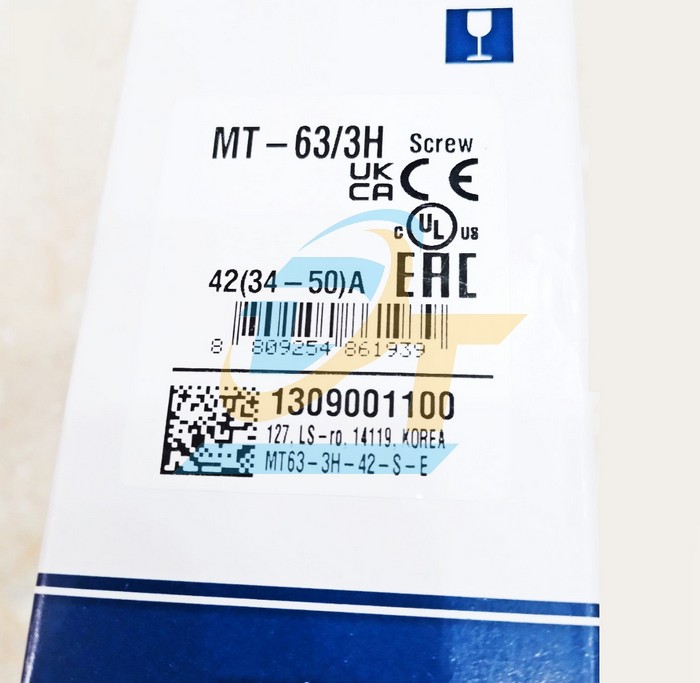 MT-63/3H Screw
UK
CA CE
C UL US
42(34-50)A EAC
8 809254 861939
1309001100
127, LS-ro, 14119, KOREA
MT63-3H-42-S-E